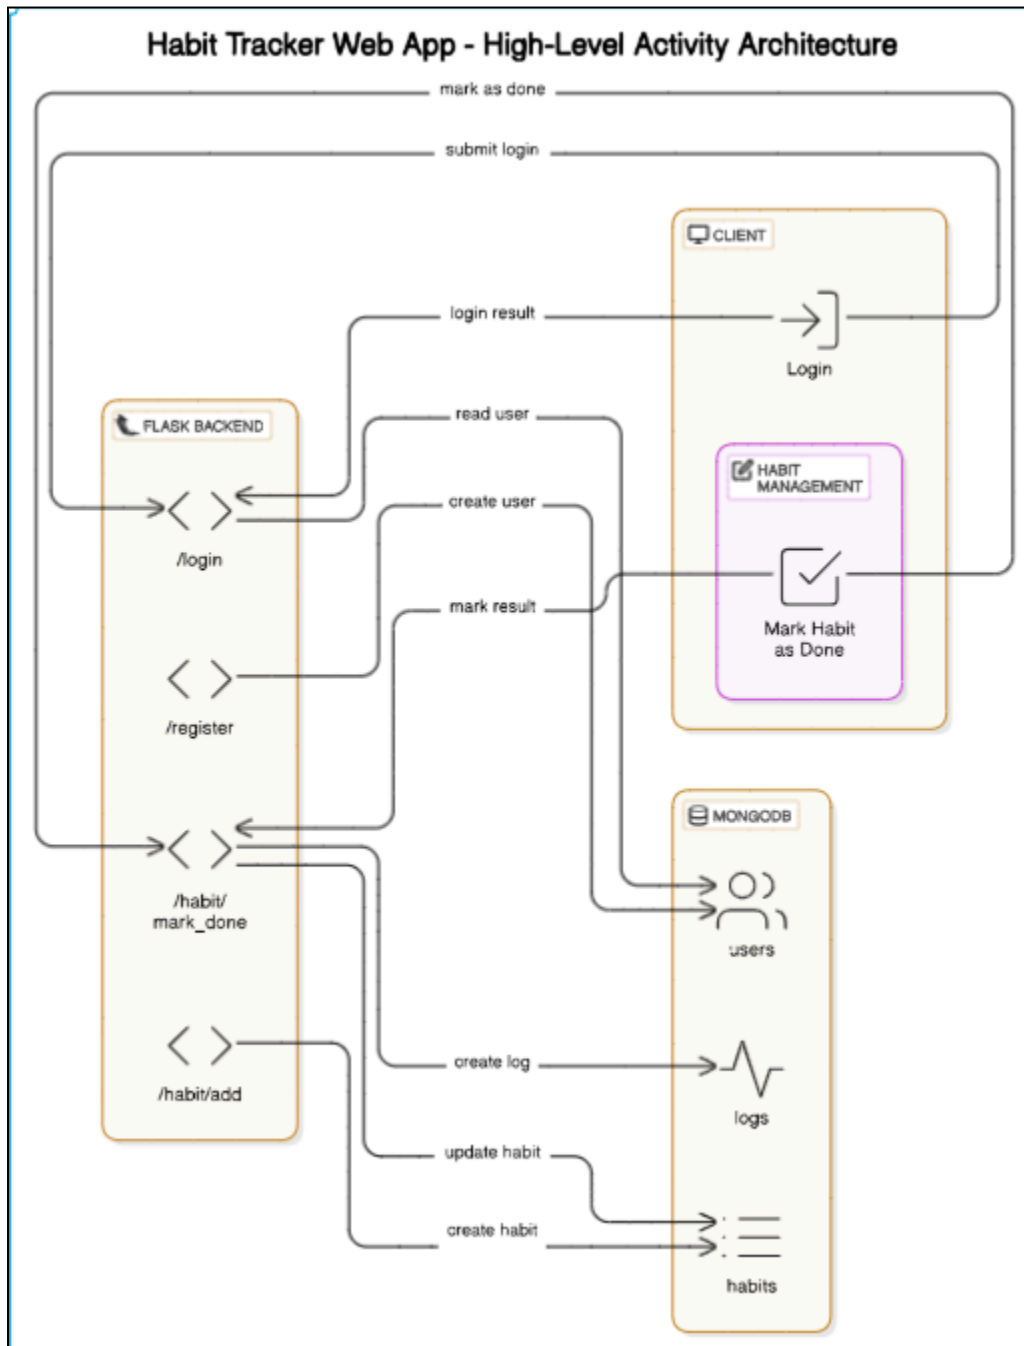 Habit Tracker Web App - High-Level Activity Architecture
mark as done
submit login
CLIENT
login result
Login
read user
FLASK BACKEND
HABIT
MANAGEMENT
create user
/login
mark result
Mark Habit
as Done
/register
MONGODB
/habit/
mark_done
users
create log
/habit/add
logs
update habit
create habit
habits